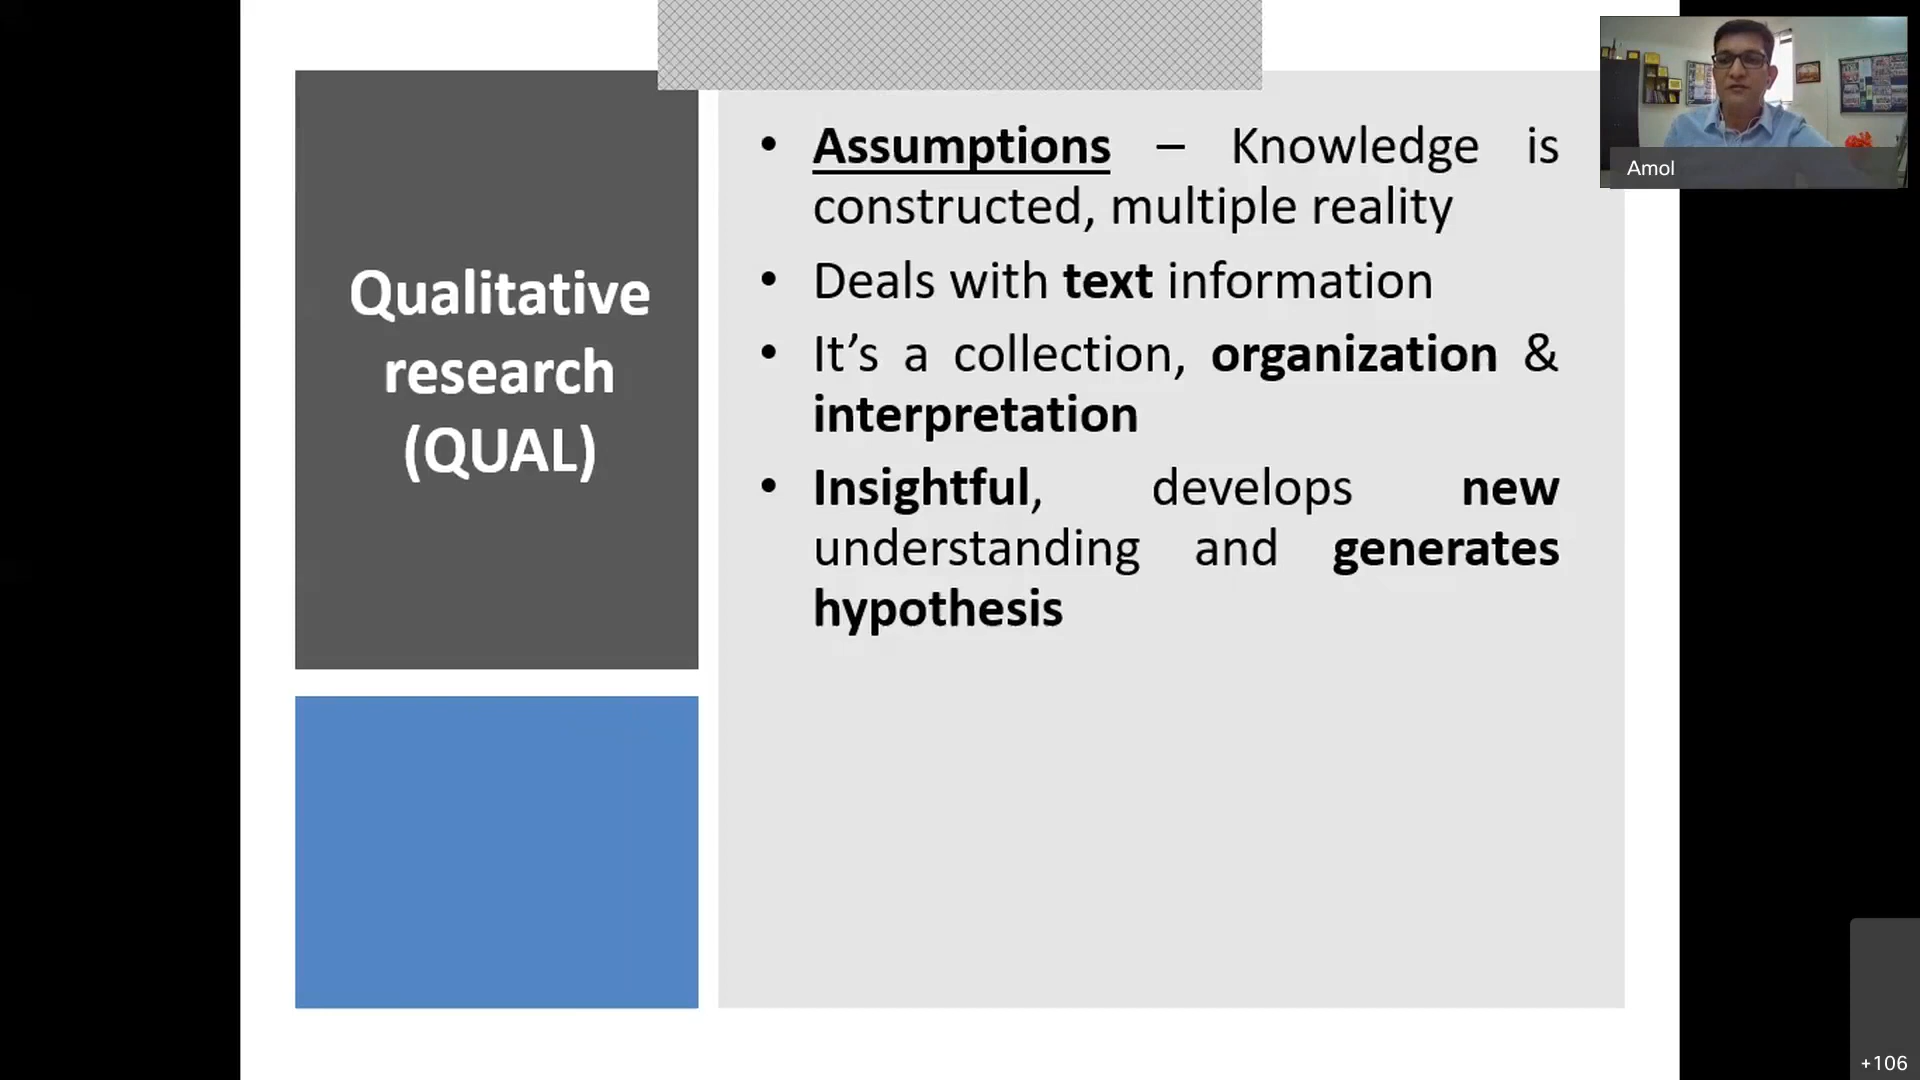 Qualitative
research
(QUAL)
• Assumptions – Knowledge is
constructed, multiple reality
• Deals with text information
• It’s a collection, organization &
interpretation
• Insightful, develops new
understanding and generates
hypothesis
Amol
+106